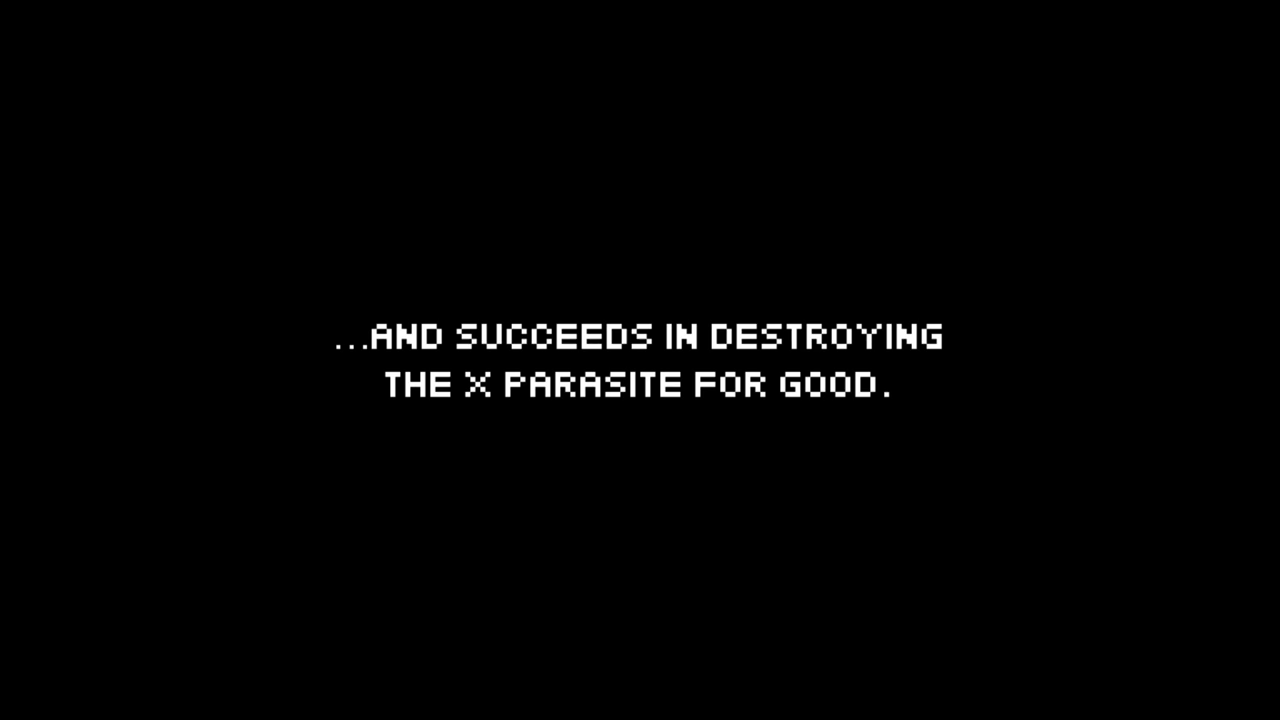 ...AND SUCCEEDS IN DESTROYING
THE X PARASITE FOR GOOD.